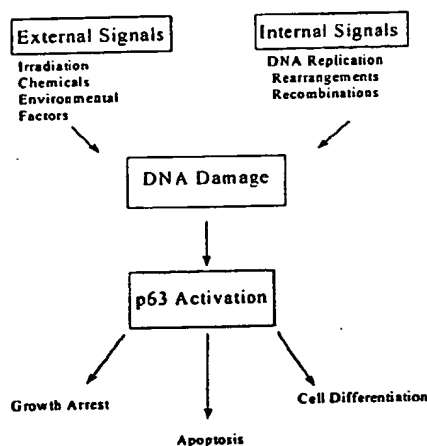 External Signals
Irradiation
Chemicals
Environmental
Factors
Internal Signals
DNA Replication
Rearrangements
Recombinations
DNA Damage
p63 Activation
Growth Arrest
Apoptosis
Cell Differentiation